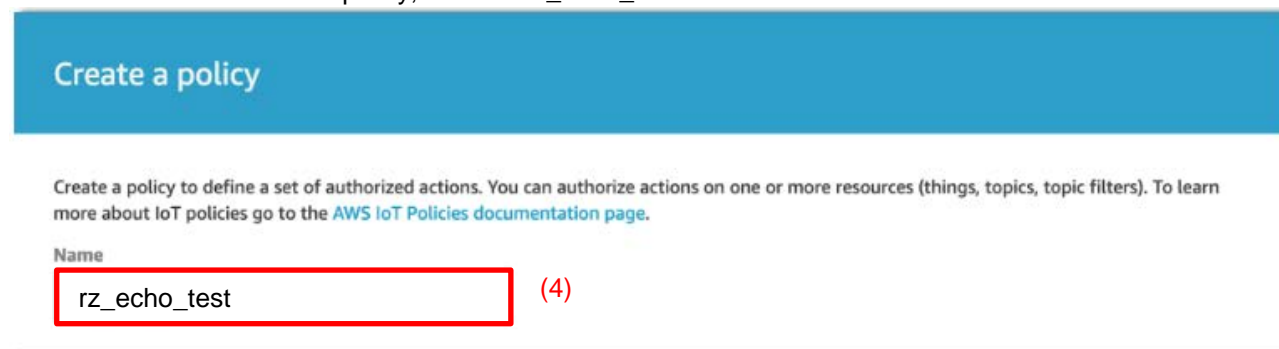 Create a policy
Create a policy to define a set of authorized actions. You can authorize actions on one or more resources (things, topics, topic filters). To learn
more about IoT policies go to the AWS IoT Policies documentation page.
Name
rz_echo_test
(4)